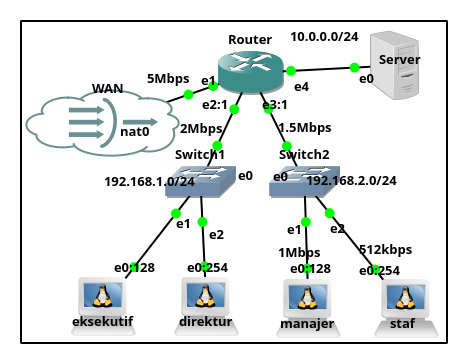 Router
10.0.0.0/24
Server
5Mbps
e1
e4
e0
WAN
nat0
e2:1
e3:1
2Mbps
1.5Mbps
Switch1
Switch2
192.168.1.0/24
e0
e0
192.168.2.0/24
e1
e2
e1
e2
1Mbps
512kbps
e0:128
e0:254
e0:128
e0:254
eksekutif
direktur
manajer
staf